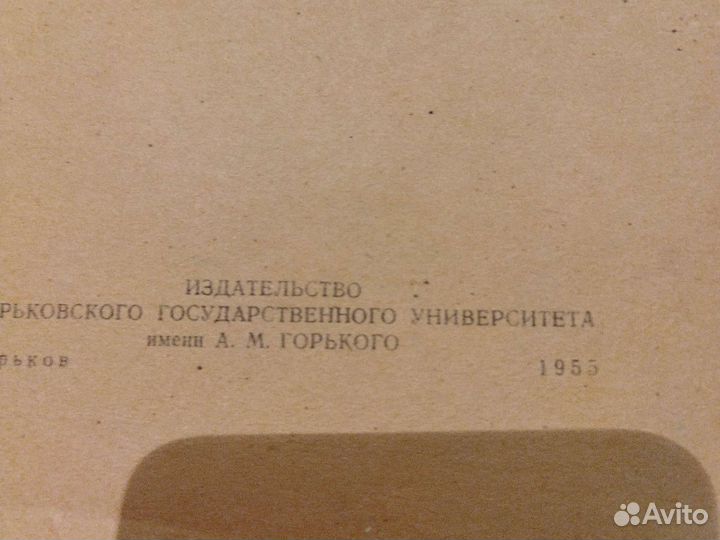 ИЗДАТЕЛЬСТВО
РЬКОВСКОГО ГОСУДАРСТВЕННОГО УНИВЕРСИТЕТА
имени А. М. ГОРЬКОГО
рьков 1955
Avito